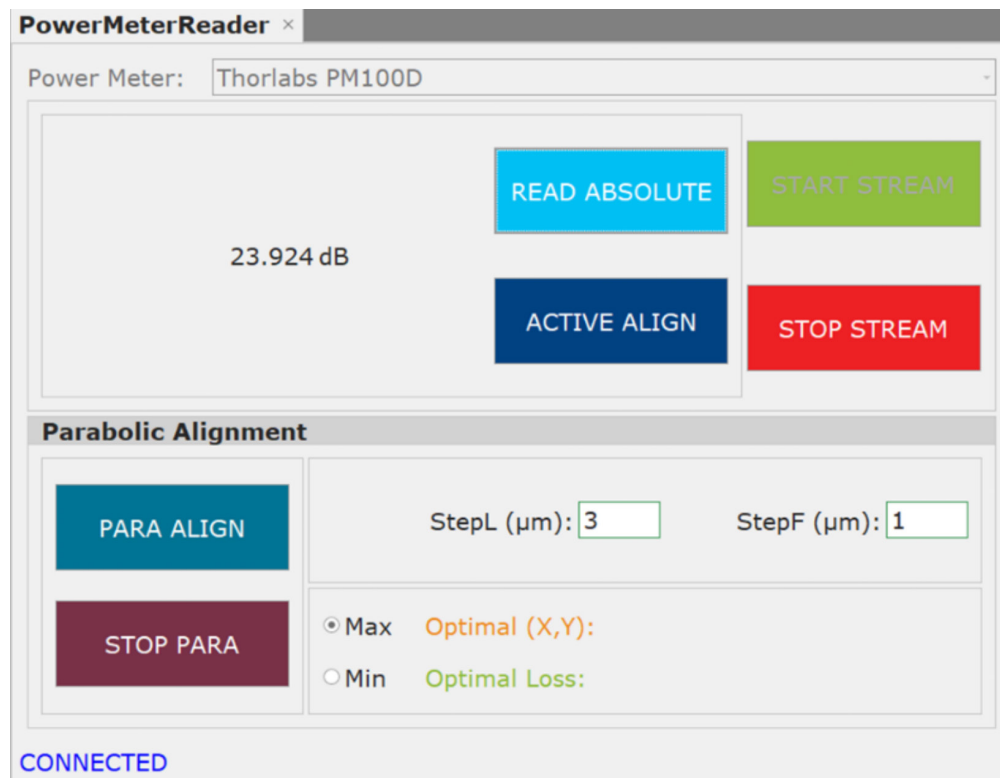 PowerMeterReader ×
Power Meter: Thorlabs PM100D
READ ABSOLUTE
START STREAM
23.924 dB
ACTIVE ALIGN
STOP STREAM
Parabolic Alignment
PARA ALIGN
StepL (µm): 3 StepF (µm): 1
STOP PARA
Max Optimal (X,Y):
Min Optimal Loss:
CONNECTED